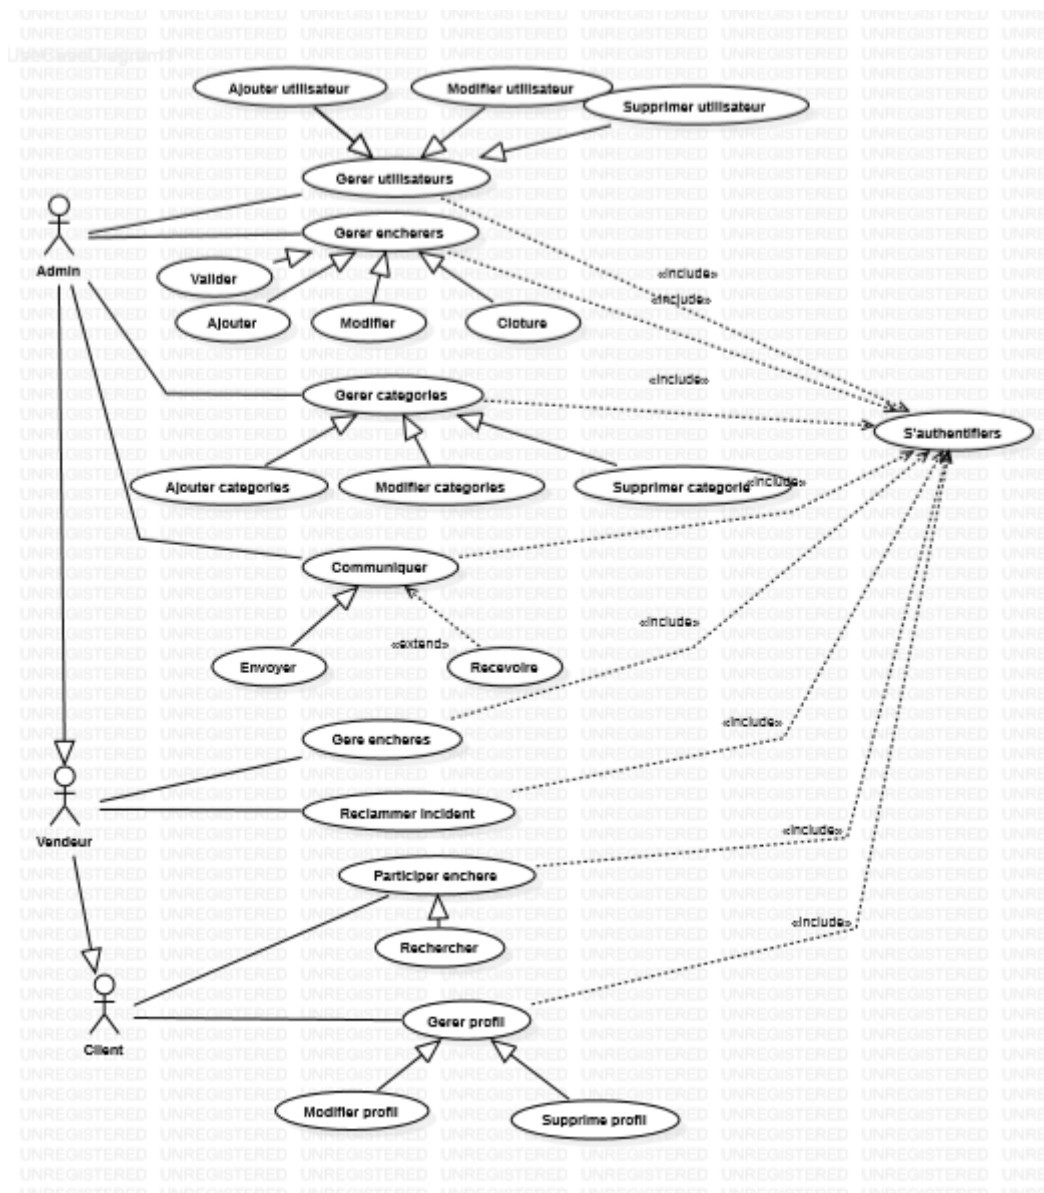 UseCaseDiagram1
Ajouter utilisateur
Modifier utilisateur
Supprimer utilisateur
Gerer utilisateurs
Gerer encherers
Admin
Valider
«include»
«include»
Ajouter
Modifier
Cloture
«include»
Gerer categories
S'authentifiers
Ajouter categories
Modifier categories
Supprimer categorie
«include»
Communiquer
«include»
«extend»
Envoyer
Recevoire
«include»
Gere encheres
Reclammer incident
Vendeur
«include»
Participer enchere
«include»
Rechercher
Gerer profil
Client
Modifier profil
Supprime profil
UNREGISTERED